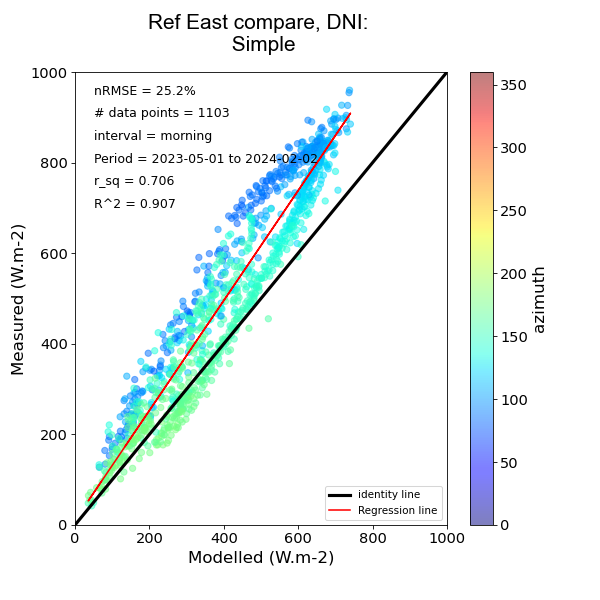 Ref East compare, DNI:
Simple
nRMSE = 25.2%
# data points = 1103
interval = morning
Period = 2023-05-01 to 2024-02-02
r_sq = 0.706
R^2 = 0.907
Measured (W.m-2)
1000
800
600
400
200
0
0
200
400
600
800
1000
Modelled (W.m-2)
identity line
Regression line
350
300
250
200
150
100
50
0
azimuth